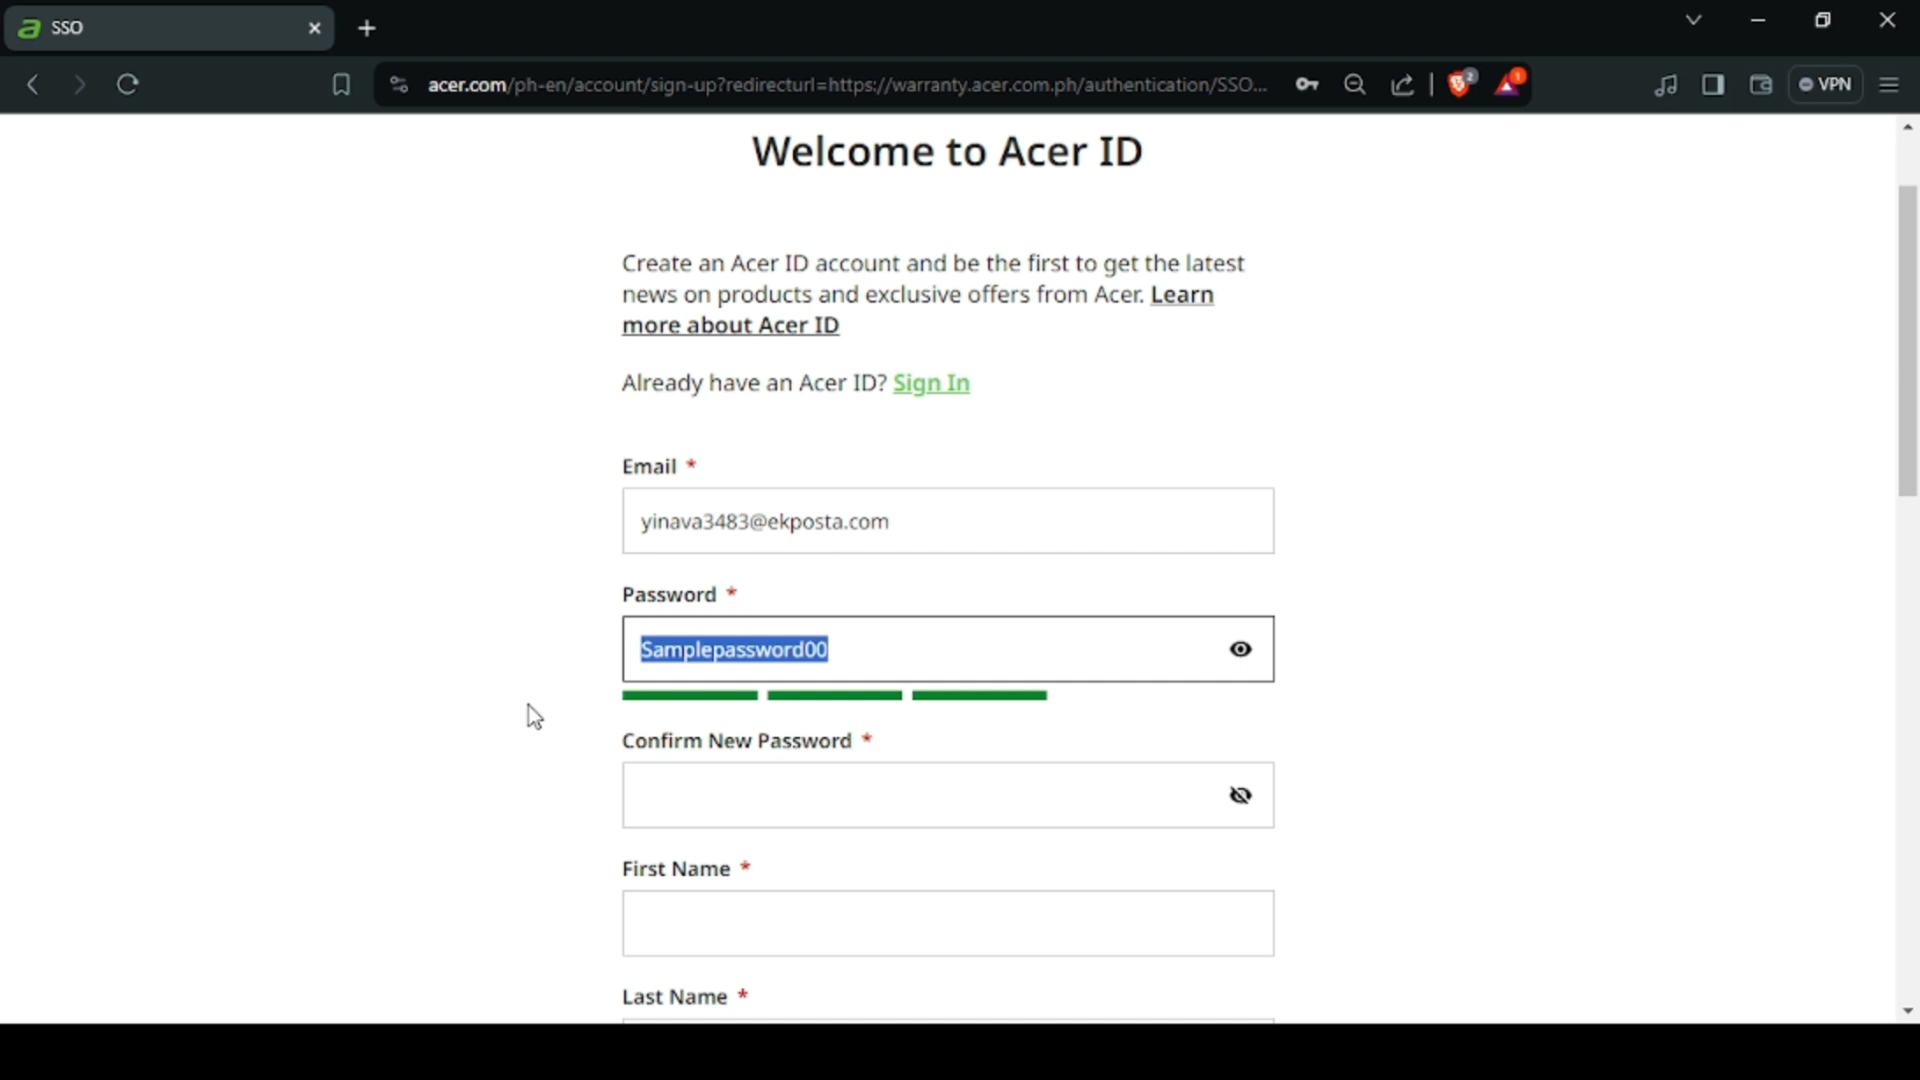 SSO
acer.com/ph-en/account/sign-up?redirecturl=https://warranty.acer.com.ph/authentication/SSO...
2
1
VPN
Welcome to Acer ID
Create an Acer ID account and be the first to get the latest
news on products and exclusive offers from Acer. Learn
more about Acer ID
Already have an Acer ID? Sign In
Email *
yinava3483@ekposta.com
Password *
Samplepassword00
Confirm New Password *
First Name *
Last Name *